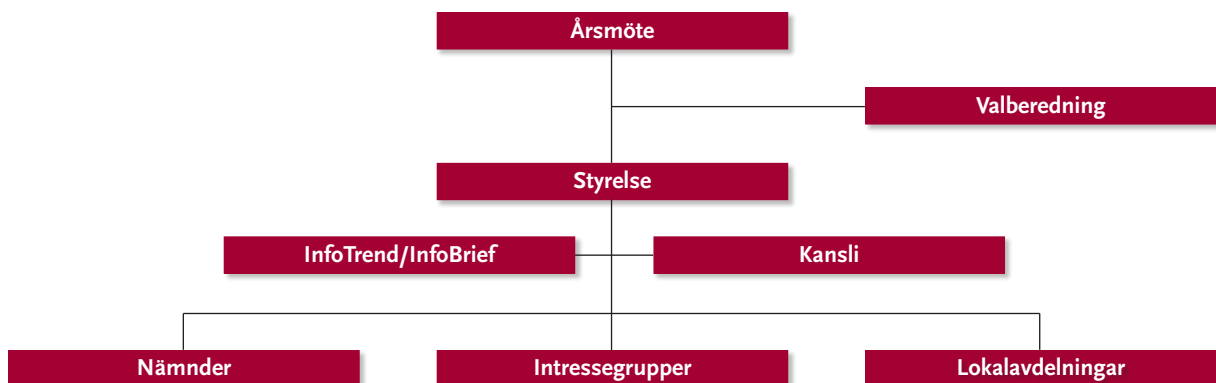 Årsmöte
Valberedning
Styrelse
InfoTrend/InfoBrief
Kansli
Nämnder
Intressegrupper
Lokalavdelningar